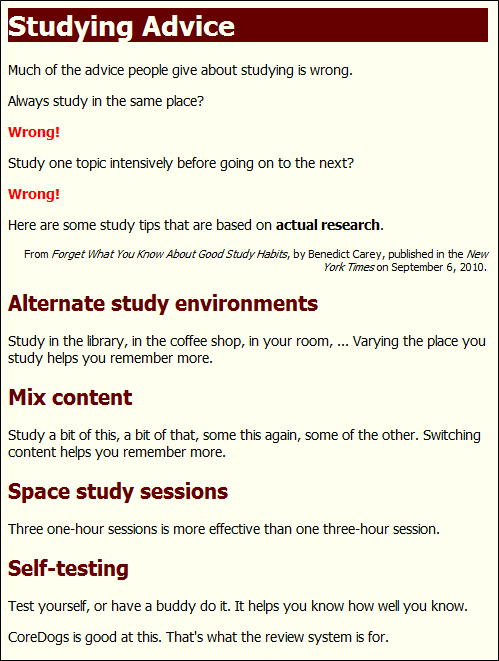 Studying Advice
Much of the advice people give about studying is wrong.
Always study in the same place?
Wrong!
Study one topic intensively before going on to the next?
Wrong!
Here are some study tips that are based on actual research.
From Forget What You Know About Good Study Habits, by Benedict Carey, published in the New
York Times on September 6, 2010.
Alternate study environments
Study in the library, in the coffee shop, in your room, ... Varying the place you
study helps you remember more.
Mix content
Study a bit of this, a bit of that, some this again, some of the other. Switching
content helps you remember more.
Space study sessions
Three one-hour sessions is more effective than one three-hour session.
Self-testing
Test yourself, or have a buddy do it. It helps you know how well you know.
CoreDogs is good at this. That's what the review system is for.